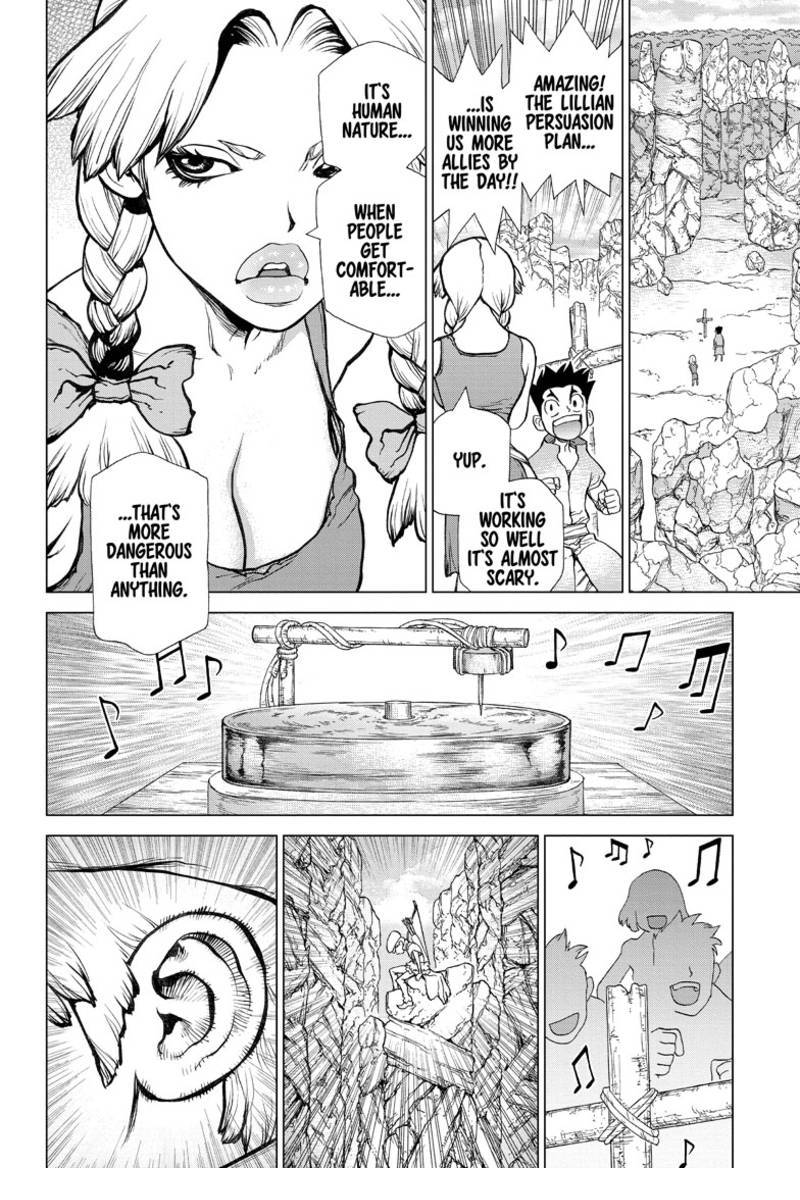 AMAZING!
THE LILLIAN
PERSUASION
PLAN...
...IS
WINNING
US MORE
ALLIES BY
THE DAY!!
YUP.
IT'S
WORKING
SO WELL
IT'S ALMOST
SCARY.
IT'S
HUMAN
NATURE...
WHEN
PEOPLE
GET
COMFORT-
ABLE...
...THAT'S
MORE
DANGEROUS
THAN
ANYTHING.